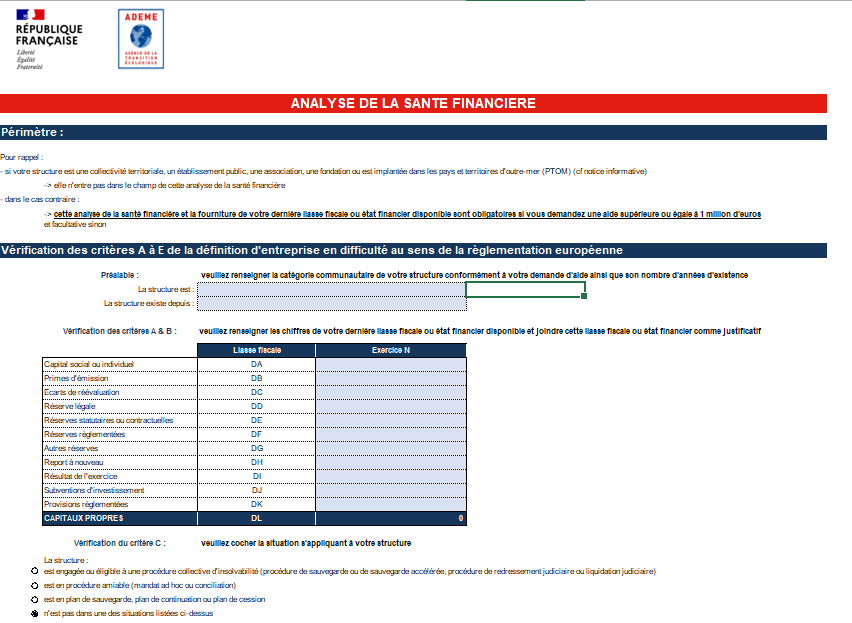 RÉPUBLIQUE
FRANÇAISE
Liberté
Égalité
Fraternité
ADEME
AGENCE DE LA
TRANSITION
ÉCOLOGIQUE
ANALYSE DE LA SANTE FINANCIERE
Périmètre :
Pour rappel :
- si votre structure est une collectivité territoriale, un établissement public, une association, une fondation ou est implantée dans les pays et territoires d'outre-mer (PTOM) (cf notice informative)
-> elle n'entre pas dans le champ de cette analyse de la santé financière
- dans le cas contraire :
-> cette analyse de la santé financière et la fourniture de votre dernière liasse fiscale ou état financier disponible sont obligatoires si vous demandez une aide supérieure ou égale à 1 million d'euros
et facultative sinon
Vérification des critères A à E de la définition d'entreprise en difficulté au sens de la règlementation européenne
Préalable : veuillez renseigner la catégorie communautaire de votre structure conformément à votre demande d'aide ainsi que son nombre d'années d'existence
La structure est :
La structure existe depuis :
Vérification des critères A & B : veuillez renseigner les chiffres de votre dernière liasse fiscale ou état financier disponible et joindre cette liasse fiscale ou état financier comme justificatif
Liasse fiscale Exercice N
Capital social ou individuel DA
Primes d'émission DB
Ecarts de réévaluation DC
Réserve légale DD
Réserves statutaires ou contractuelles DE
Réserves réglementées DF
Autres réserves DG
Report à nouveau DH
Résultat de l'exercice DI
Subventions d'investissement DJ
Provisions réglementées DK
CAPITAUX PROPRES DL 0
Vérification du critère C : veuillez cocher la situation s'appliquant à votre structure
La structure :
est engagée ou éligible à une procédure collective d'insolvabilité (procédure de sauvegarde ou de sauvegarde accélérée, procédure de redressement judiciaire ou liquidation judiciaire)
est en procédure amiable (mandat ad hoc ou conciliation)
est en plan de sauvegarde, plan de continuation ou plan de cession
n'est pas dans une des situations listées ci-dessus